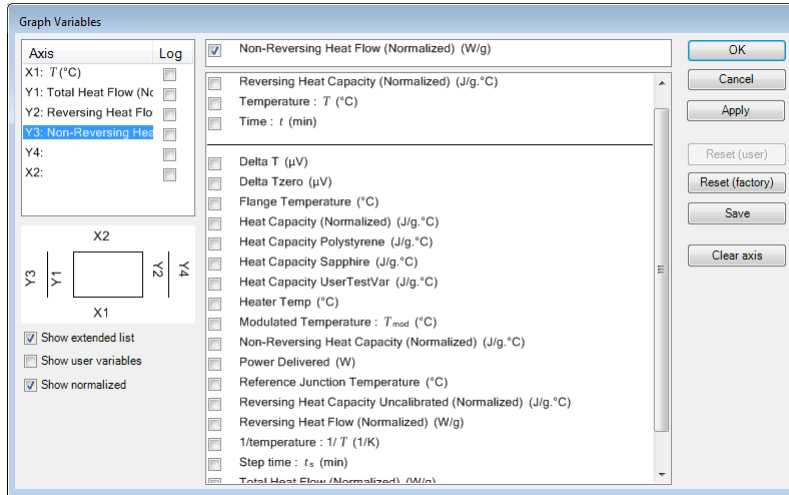 Graph Variables
Axis Log
X1: T (°C)
Y1: Total Heat Flow (No
Y2: Reversing Heat Flo
Y3: Non-Reversing Hea
Y4:
X2:
X2
Y3 Y1 Y2 Y4
X1
Show extended list
Show user variables
Show normalized
Non-Reversing Heat Flow (Normalized) (W/g)
Reversing Heat Capacity (Normalized) (J/g.°C)
Temperature : T (°C)
Time : t (min)
Delta T (µV)
Delta Tzero (µV)
Flange Temperature (°C)
Heat Capacity (Normalized) (J/g.°C)
Heat Capacity Polystyrene (J/g.°C)
Heat Capacity Sapphire (J/g.°C)
Heat Capacity UserTestVar (J/g.°C)
Heater Temp (°C)
Modulated Temperature : Tmod (°C)
Non-Reversing Heat Capacity (Normalized) (J/g.°C)
Power Delivered (W)
Reference Junction Temperature (°C)
Reversing Heat Capacity Uncalibrated (Normalized) (J/g.°C)
Reversing Heat Flow (Normalized) (W/g)
1/temperature : 1/ T (1/K)
Step time : ts (min)
Total Heat Flow (Normalized) (W/g)
OK
Cancel
Apply
Reset (user)
Reset (factory)
Save
Clear axis